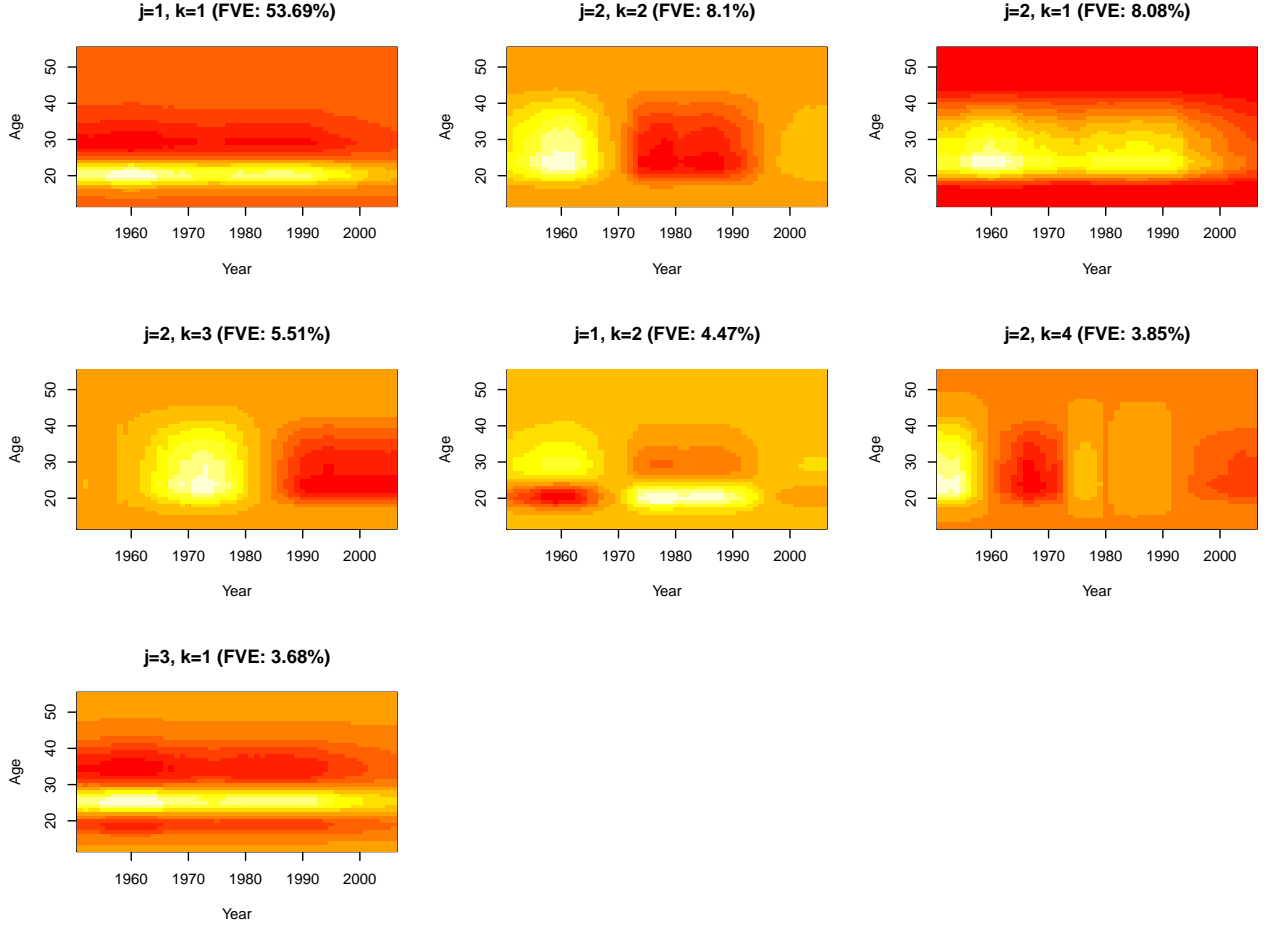 j=1, k=1 (FVE: 53.69%)
50
40
30
20
Age
1960 1970 1980 1990 2000
Year
j=2, k=2 (FVE: 8.1%)
50
40
30
20
Age
1960 1970 1980 1990 2000
Year
j=2, k=1 (FVE: 8.08%)
50
40
30
20
Age
1960 1970 1980 1990 2000
Year
j=2, k=3 (FVE: 5.51%)
50
40
30
20
Age
1960 1970 1980 1990 2000
Year
j=1, k=2 (FVE: 4.47%)
50
40
30
20
Age
1960 1970 1980 1990 2000
Year
j=2, k=4 (FVE: 3.85%)
50
40
30
20
Age
1960 1970 1980 1990 2000
Year
j=3, k=1 (FVE: 3.68%)
50
40
30
20
Age
1960 1970 1980 1990 2000
Year